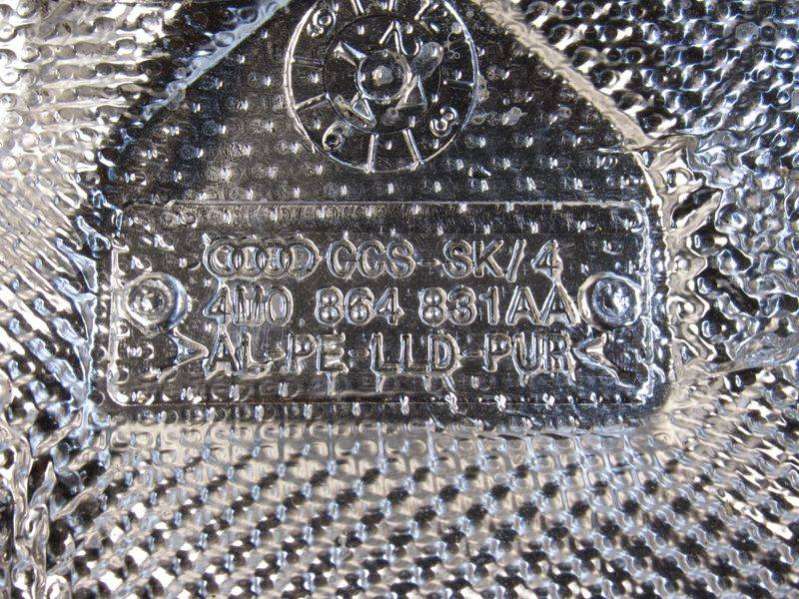 CCS SK/4
4M0 864 831AA
>AL-PE-LLD-PUR<